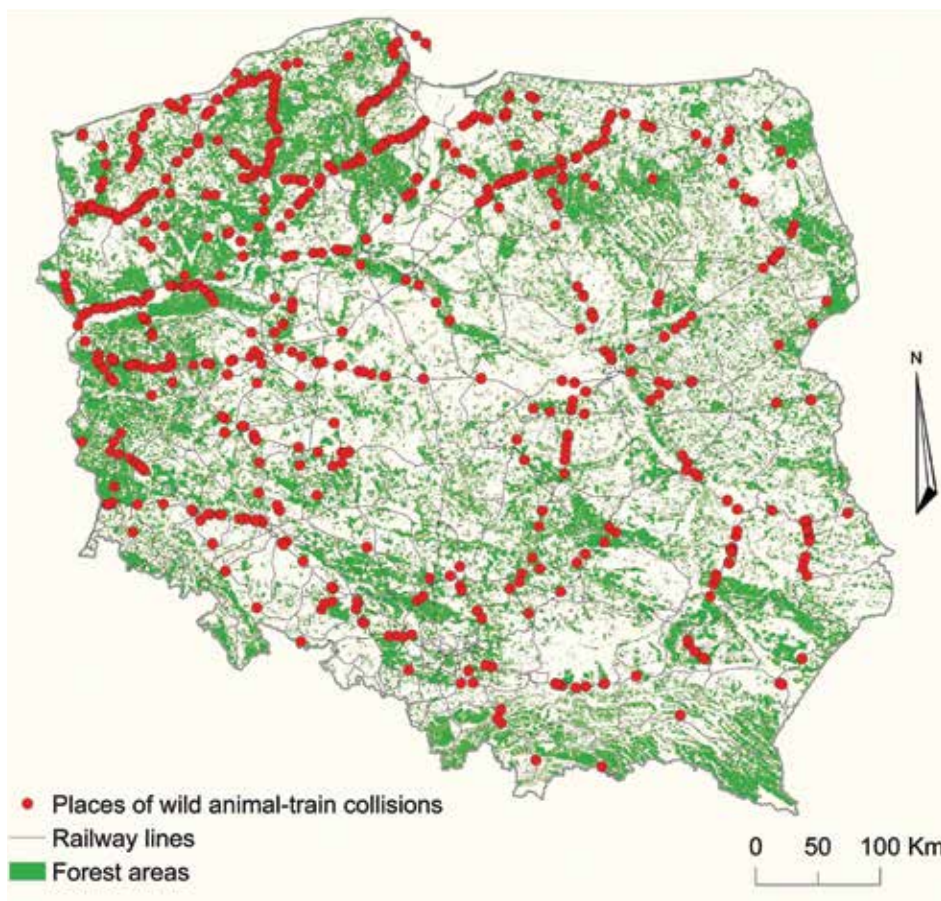 N
Places of wild animal-train collisions
Railway lines
Forest areas
0 50 100 Km